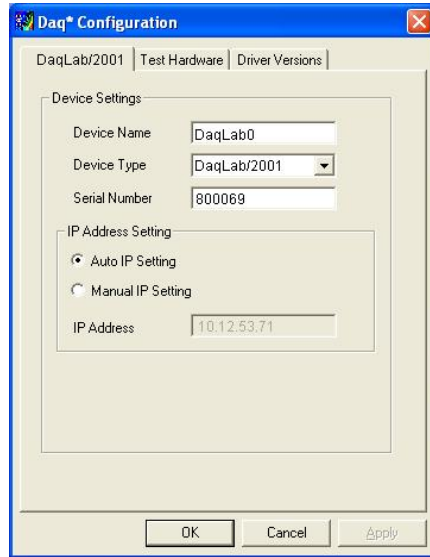 Daq* Configuration
DaqLab/2001 Test Hardware Driver Versions
Device Settings
Device Name DaqLab0
Device Type DaqLab/2001
Serial Number 800069
IP Address Setting
Auto IP Setting
Manual IP Setting
IP Address 10.12.53.71
OK Cancel Apply